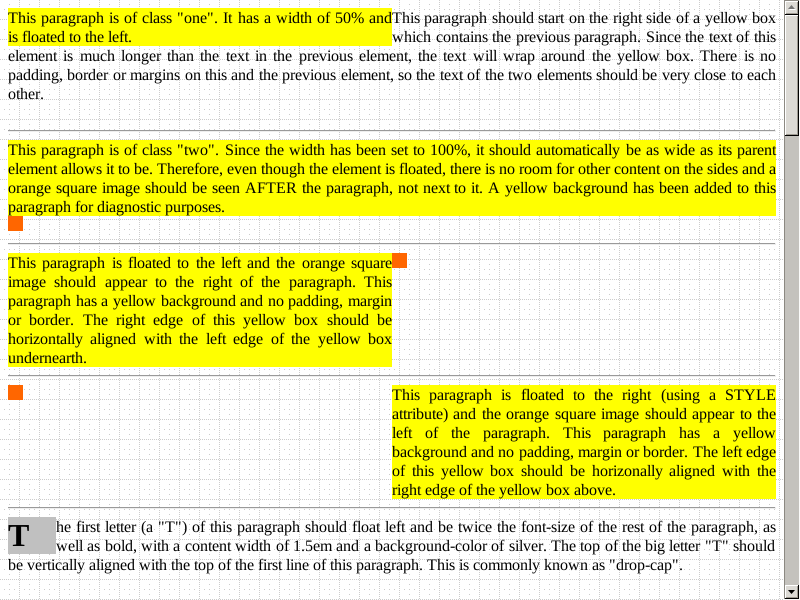 This paragraph is of class "one". It has a width of 50% and
is floated to the left.
This paragraph should start on the right side of a yellow box
which contains the previous paragraph. Since the text of this
element is much longer than the text in the previous element, the text will wrap around the yellow box. There is no
padding, border or margins on this and the previous element, so the text of the two elements should be very close to each
other.
This paragraph is of class "two". Since the width has been set to 100%, it should automatically be as wide as its parent
element allows it to be. Therefore, even though the element is floated, there is no room for other content on the sides and a
orange square image should be seen AFTER the paragraph, not next to it. A yellow background has been added to this
paragraph for diagnostic purposes.
This paragraph is floated to the left and the orange square
image should appear to the right of the paragraph. This
paragraph has a yellow background and no padding, margin
or border. The right edge of this yellow box should be
horizontally aligned with the left edge of the yellow box
undernearth.
This paragraph is floated to the right (using a STYLE
attribute) and the orange square image should appear to the
left of the paragraph. This paragraph has a yellow
background and no padding, margin or border. The left edge
of this yellow box should be horizonally aligned with the
right edge of the yellow box above.
The first letter (a "T") of this paragraph should float left and be twice the font-size of the rest of the paragraph, as
well as bold, with a content width of 1.5em and a background-color of silver. The top of the big letter "T" should
be vertically aligned with the top of the first line of this paragraph. This is commonly known as "drop-cap".